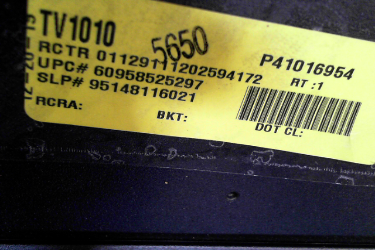 TV1010
5650
P41016954
RCTR 01129111202594172
RT :1
UPC# 60958525297
SLP# 95148116021
RCRA:
BKT:
DOT CL: